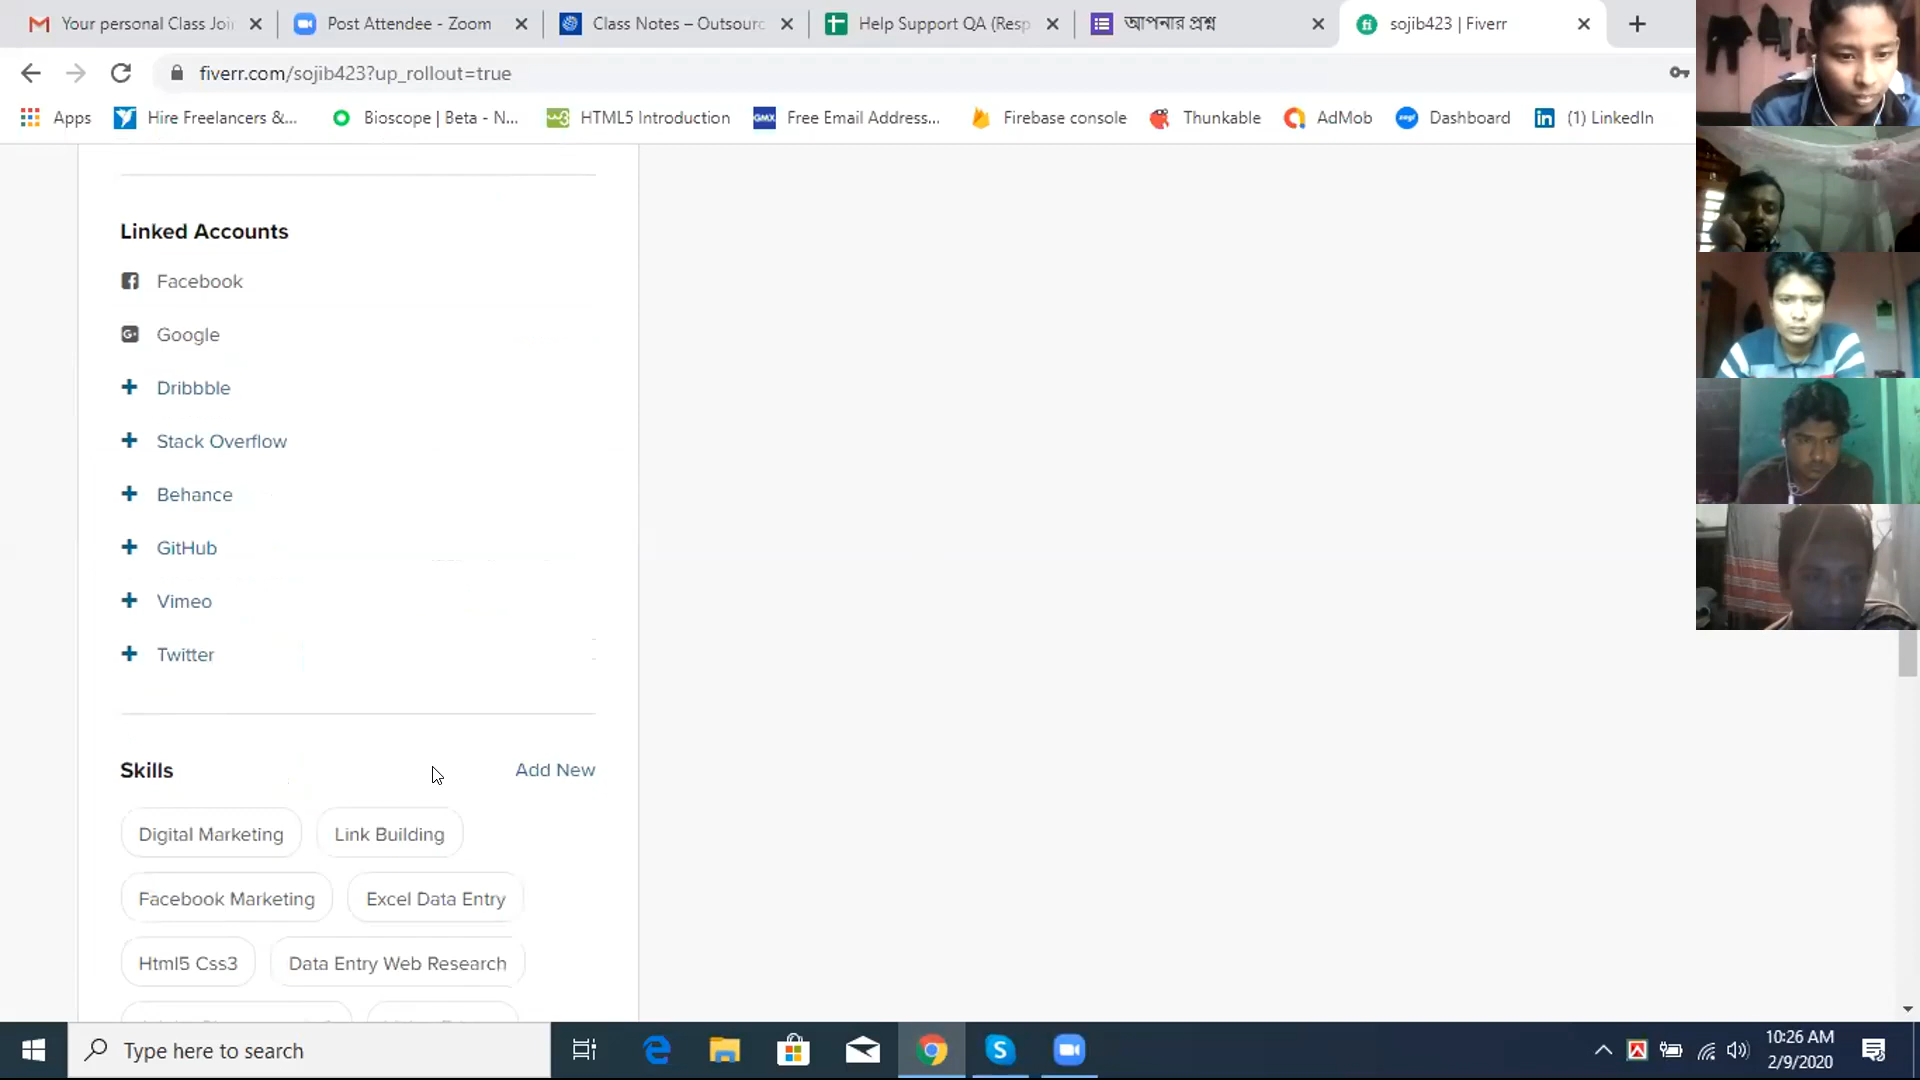 Your personal Class Joi
Post Attendee - Zoom
Class Notes – Outsourc
Help Support QA (Resp
আপনার প্রশ্ন
sojib423 | Fiverr
fiverr.com/sojib423?up_rollout=true
Apps
Hire Freelancers &...
Bioscope | Beta - N...
HTML5 Introduction
GMX
Free Email Address...
Firebase console
Thunkable
AdMob
Dashboard
(1) LinkedIn
Linked Accounts
Facebook
Google
Dribbble
Stack Overflow
Behance
GitHub
Vimeo
Twitter
Skills
Add New
Digital Marketing
Link Building
Facebook Marketing
Excel Data Entry
Html5 Css3
Data Entry Web Research
Type here to search
10:26 AM
2/9/2020